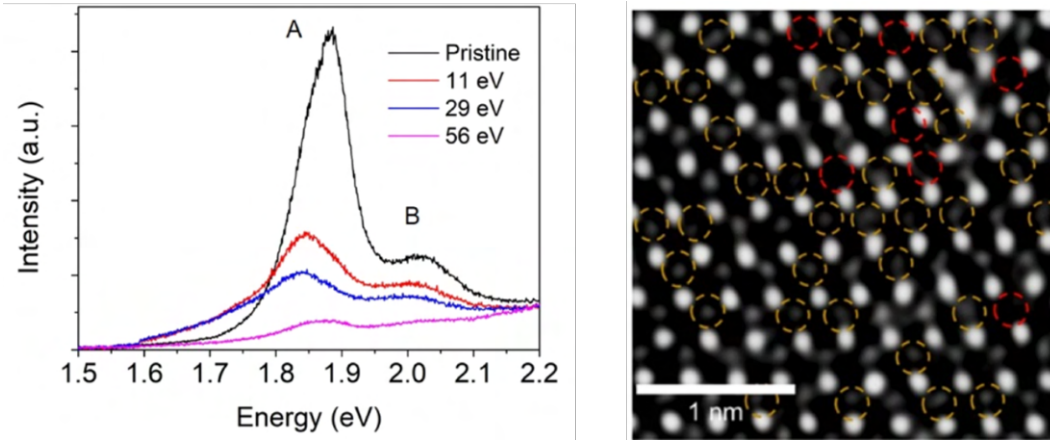 A
B
Pristine
11 eV
29 eV
56 eV
Intensity (a.u.)
1.5 1.6 1.7 1.8 1.9 2.0 2.1 2.2
Energy (eV)
1 nm